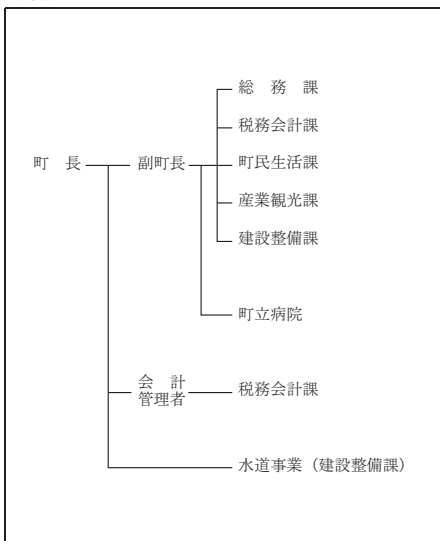 総　務　課
税務会計課
町　長
副町長
町民生活課
産業観光課
建設整備課
町立病院
会　計
管理者
税務会計課
水道事業（建設整備課）